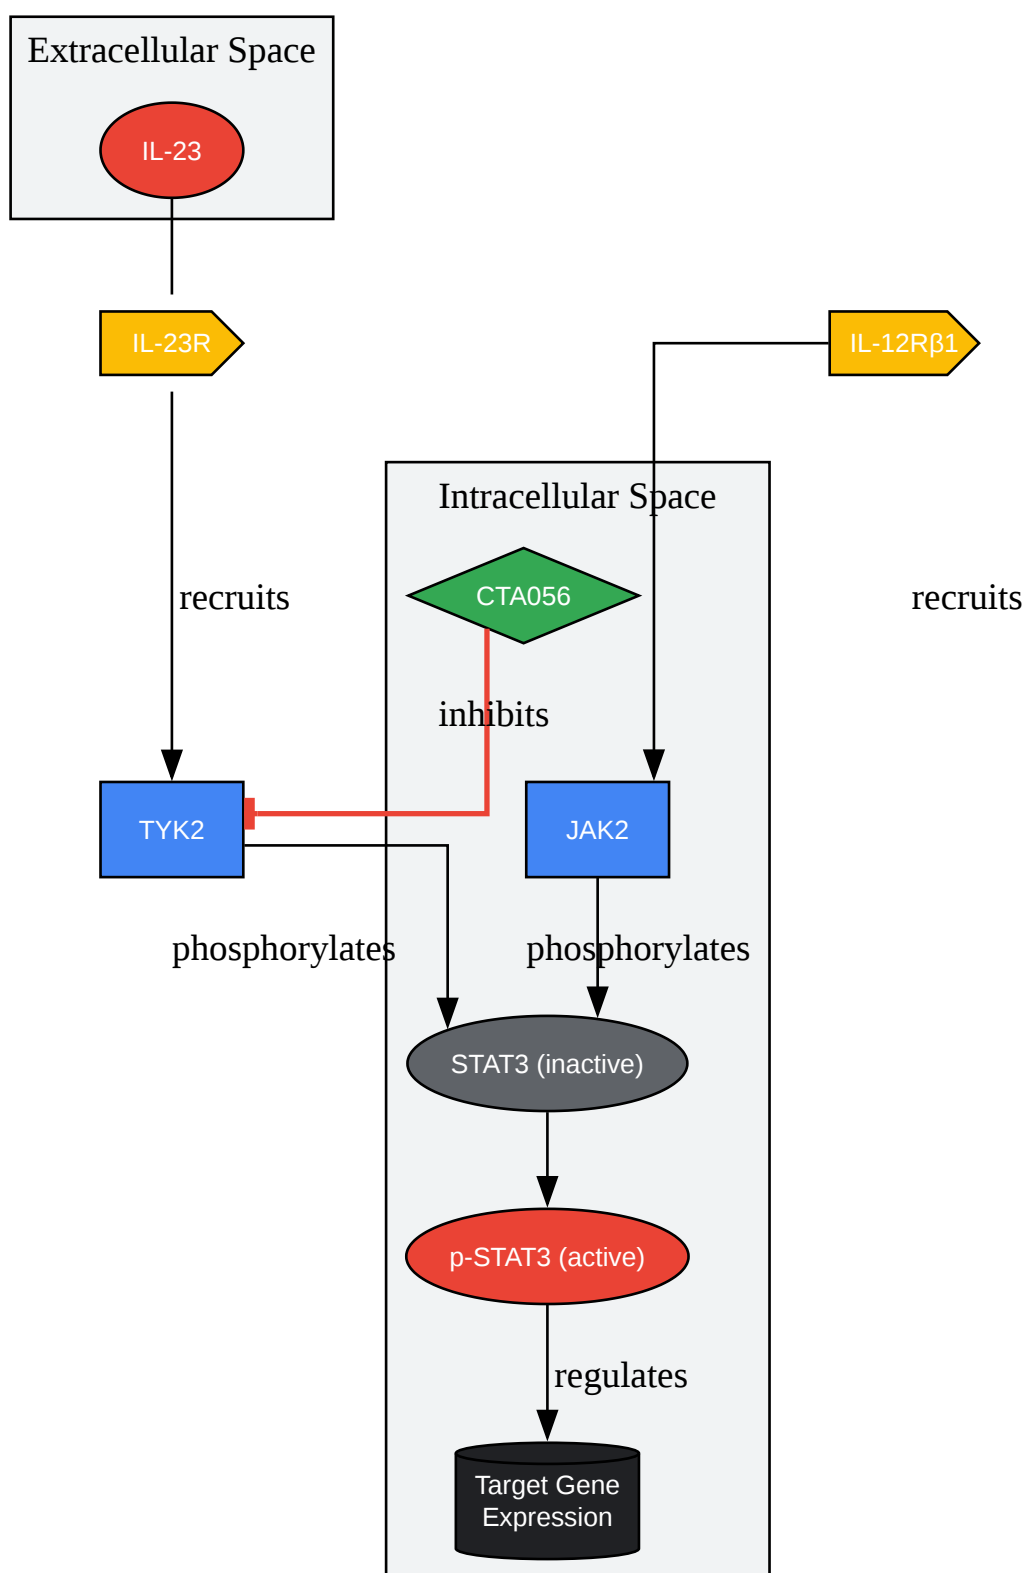 Extracellular Space
IL-23
IL-23R
IL-12Rβ1
Intracellular Space
CTA056
recruits
recruits
inhibits
TYK2
JAK2
phosphorylates
phosphorylates
STAT3 (inactive)
p-STAT3 (active)
regulates
Target Gene
Expression